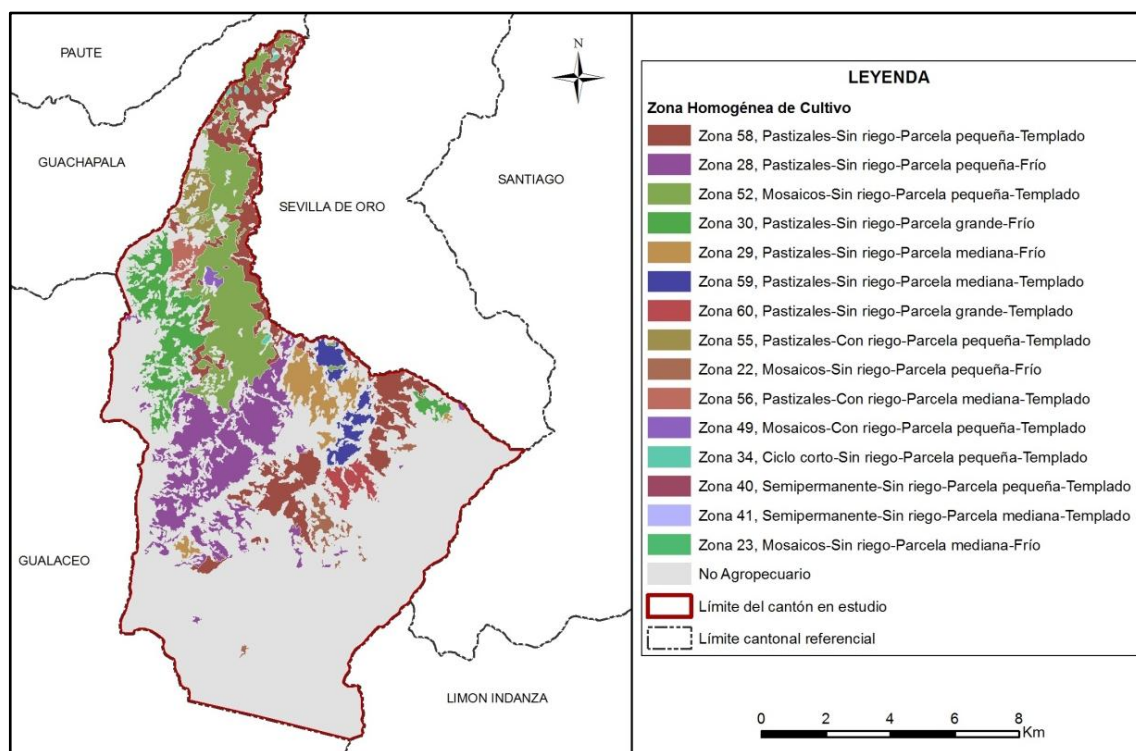 PAUTE
GUACHAPALA
SEVILLA DE ORO
SANTIAGO
GUALACEO
LIMON INDANZA
N
LEYENDA
Zona Homogénea de Cultivo
Zona 58, Pastizales-Sin riego-Parcela pequeña-Templado
Zona 28, Pastizales-Sin riego-Parcela pequeña-Frío
Zona 52, Mosaicos-Sin riego-Parcela pequeña-Templado
Zona 30, Pastizales-Sin riego-Parcela grande-Frío
Zona 29, Pastizales-Sin riego-Parcela mediana-Frío
Zona 59, Pastizales-Sin riego-Parcela mediana-Templado
Zona 60, Pastizales-Sin riego-Parcela grande-Templado
Zona 55, Pastizales-Con riego-Parcela pequeña-Templado
Zona 22, Mosaicos-Sin riego-Parcela pequeña-Frío
Zona 56, Pastizales-Con riego-Parcela mediana-Templado
Zona 49, Mosaicos-Con riego-Parcela pequeña-Templado
Zona 34, Ciclo corto-Sin riego-Parcela pequeña-Templado
Zona 40, Semipermanente-Sin riego-Parcela pequeña-Templado
Zona 41, Semipermanente-Sin riego-Parcela mediana-Templado
Zona 23, Mosaicos-Sin riego-Parcela mediana-Frío
No Agropecuario
Límite del cantón en estudio
Límite cantonal referencial
0 2 4 6 8
Km